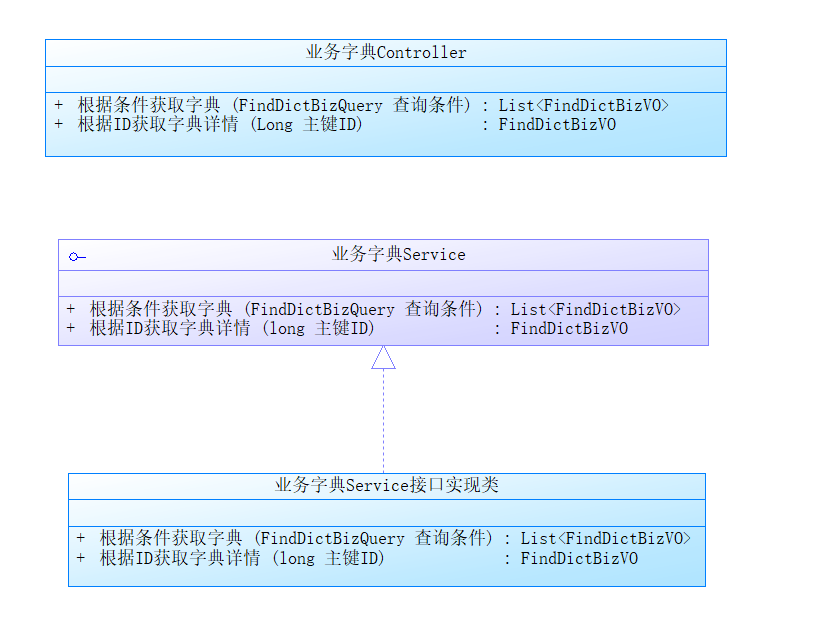 业务字典Controller
+ 根据条件获取字典 (FindDictBizQuery 查询条件) : List<FindDictBizVO>
+ 根据ID获取字典详情 (Long 主键ID) : FindDictBizVO
业务字典Service
+ 根据条件获取字典 (FindDictBizQuery 查询条件) : List<FindDictBizVO>
+ 根据ID获取字典详情 (long 主键ID) : FindDictBizVO
业务字典Service接口实现类
+ 根据条件获取字典 (FindDictBizQuery 查询条件) : List<FindDictBizVO>
+ 根据ID获取字典详情 (long 主键ID) : FindDictBizVO